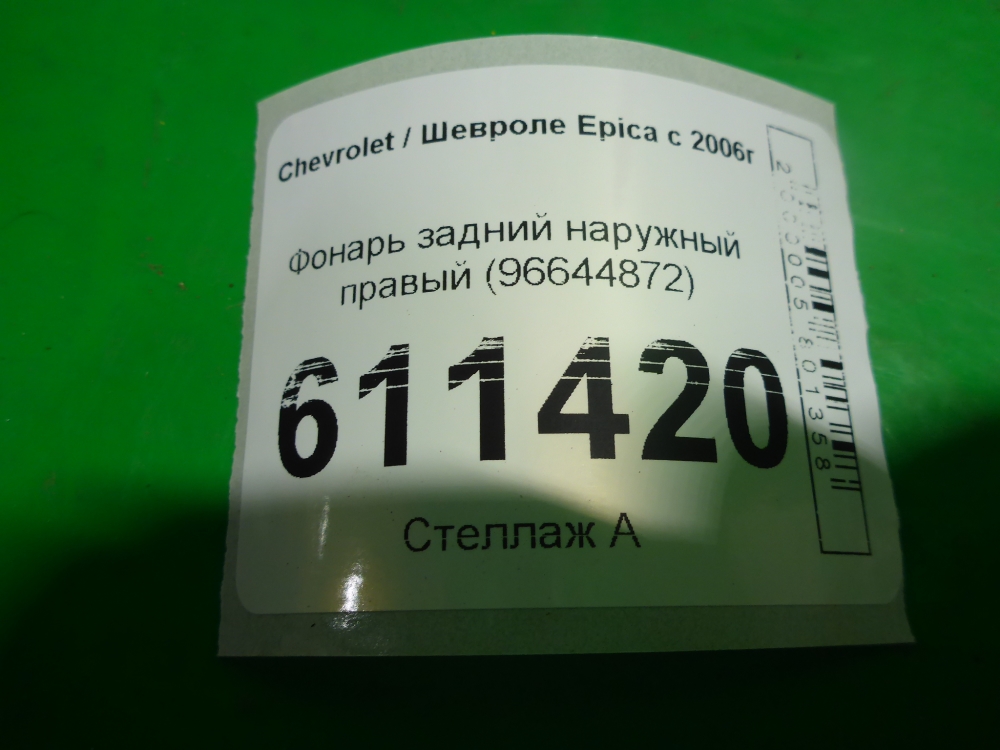 Chevrolet / Шевроле Epica с 2006г
Фонарь задний наружный
правый (96644872)
611420
Стеллаж А